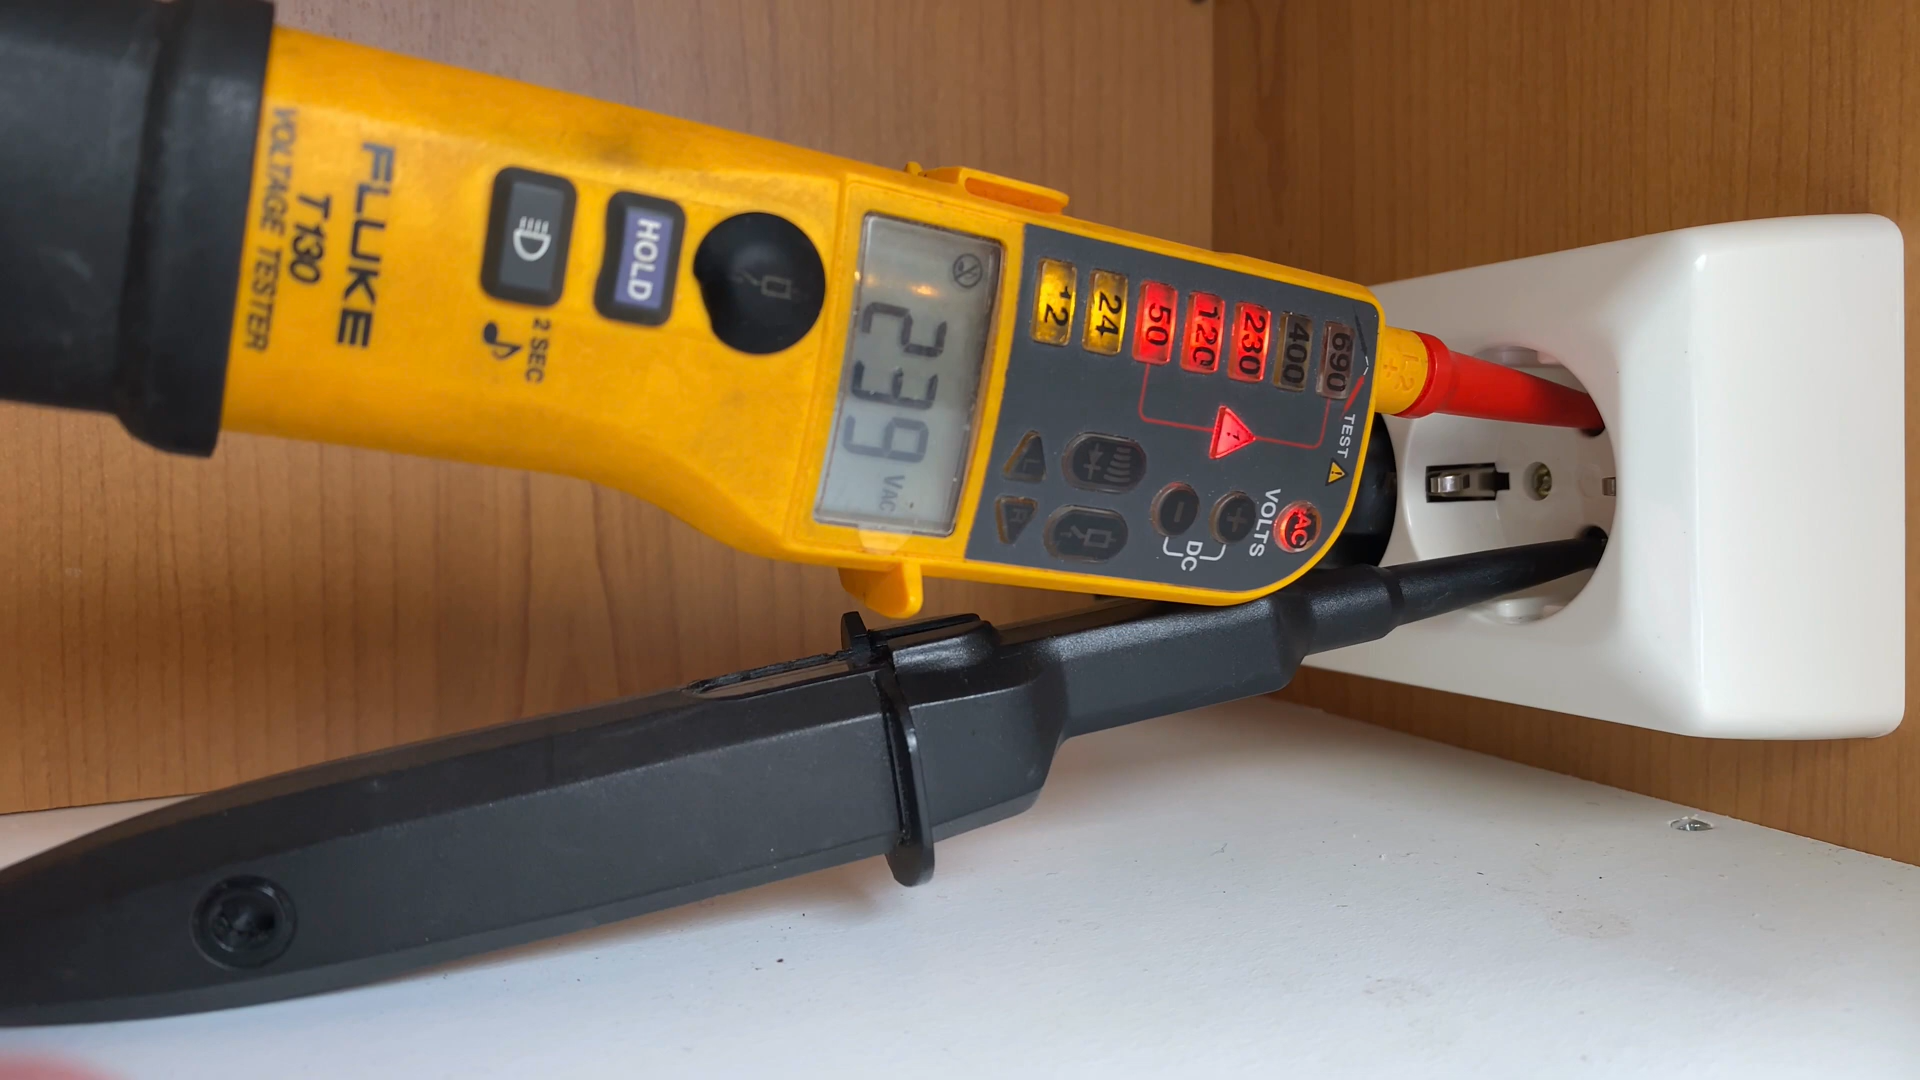 FLUKE
T130
VOLTAGE TESTER
HOLD
2 SEC
239 VAC
690
400
230
120
50
24
12
TEST
L2
+
AC
VOLTS
+
-
DC
L
R